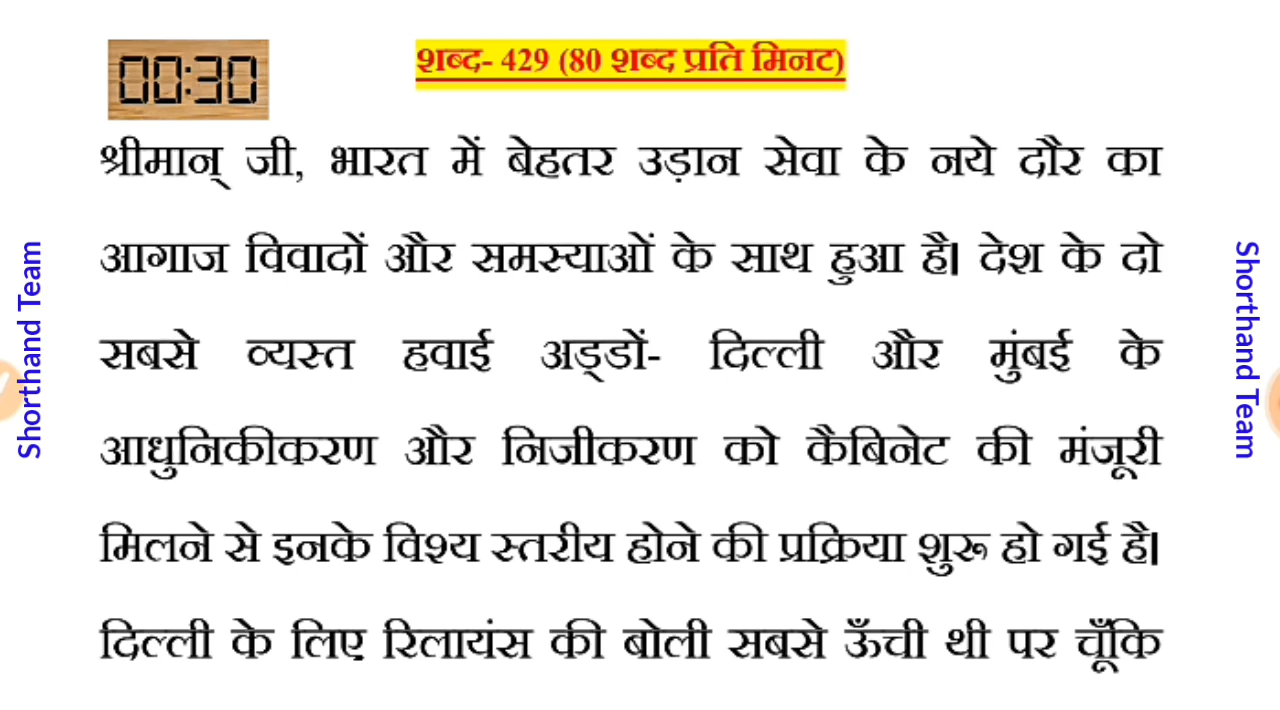 00:30
शब्द- 429 (80 शब्द प्रति मिनट)
श्रीमान् जी, भारत में बेहतर उड़ान सेवा के नये दौर का
आगाज विवादों और समस्याओं के साथ हुआ है। देश के दो
सबसे व्यस्त हवाई अड्डों- दिल्ली और मुंबई के
आधुनिकीकरण और निजीकरण को कैबिनेट की मंजूरी
मिलने से इनके विश्य स्तरीय होने की प्रक्रिया शुरू हो गई है।
दिल्ली के लिए रिलायंस की बोली सबसे ऊँची थी पर चूँकि
Shorthand Team
Shorthand Team